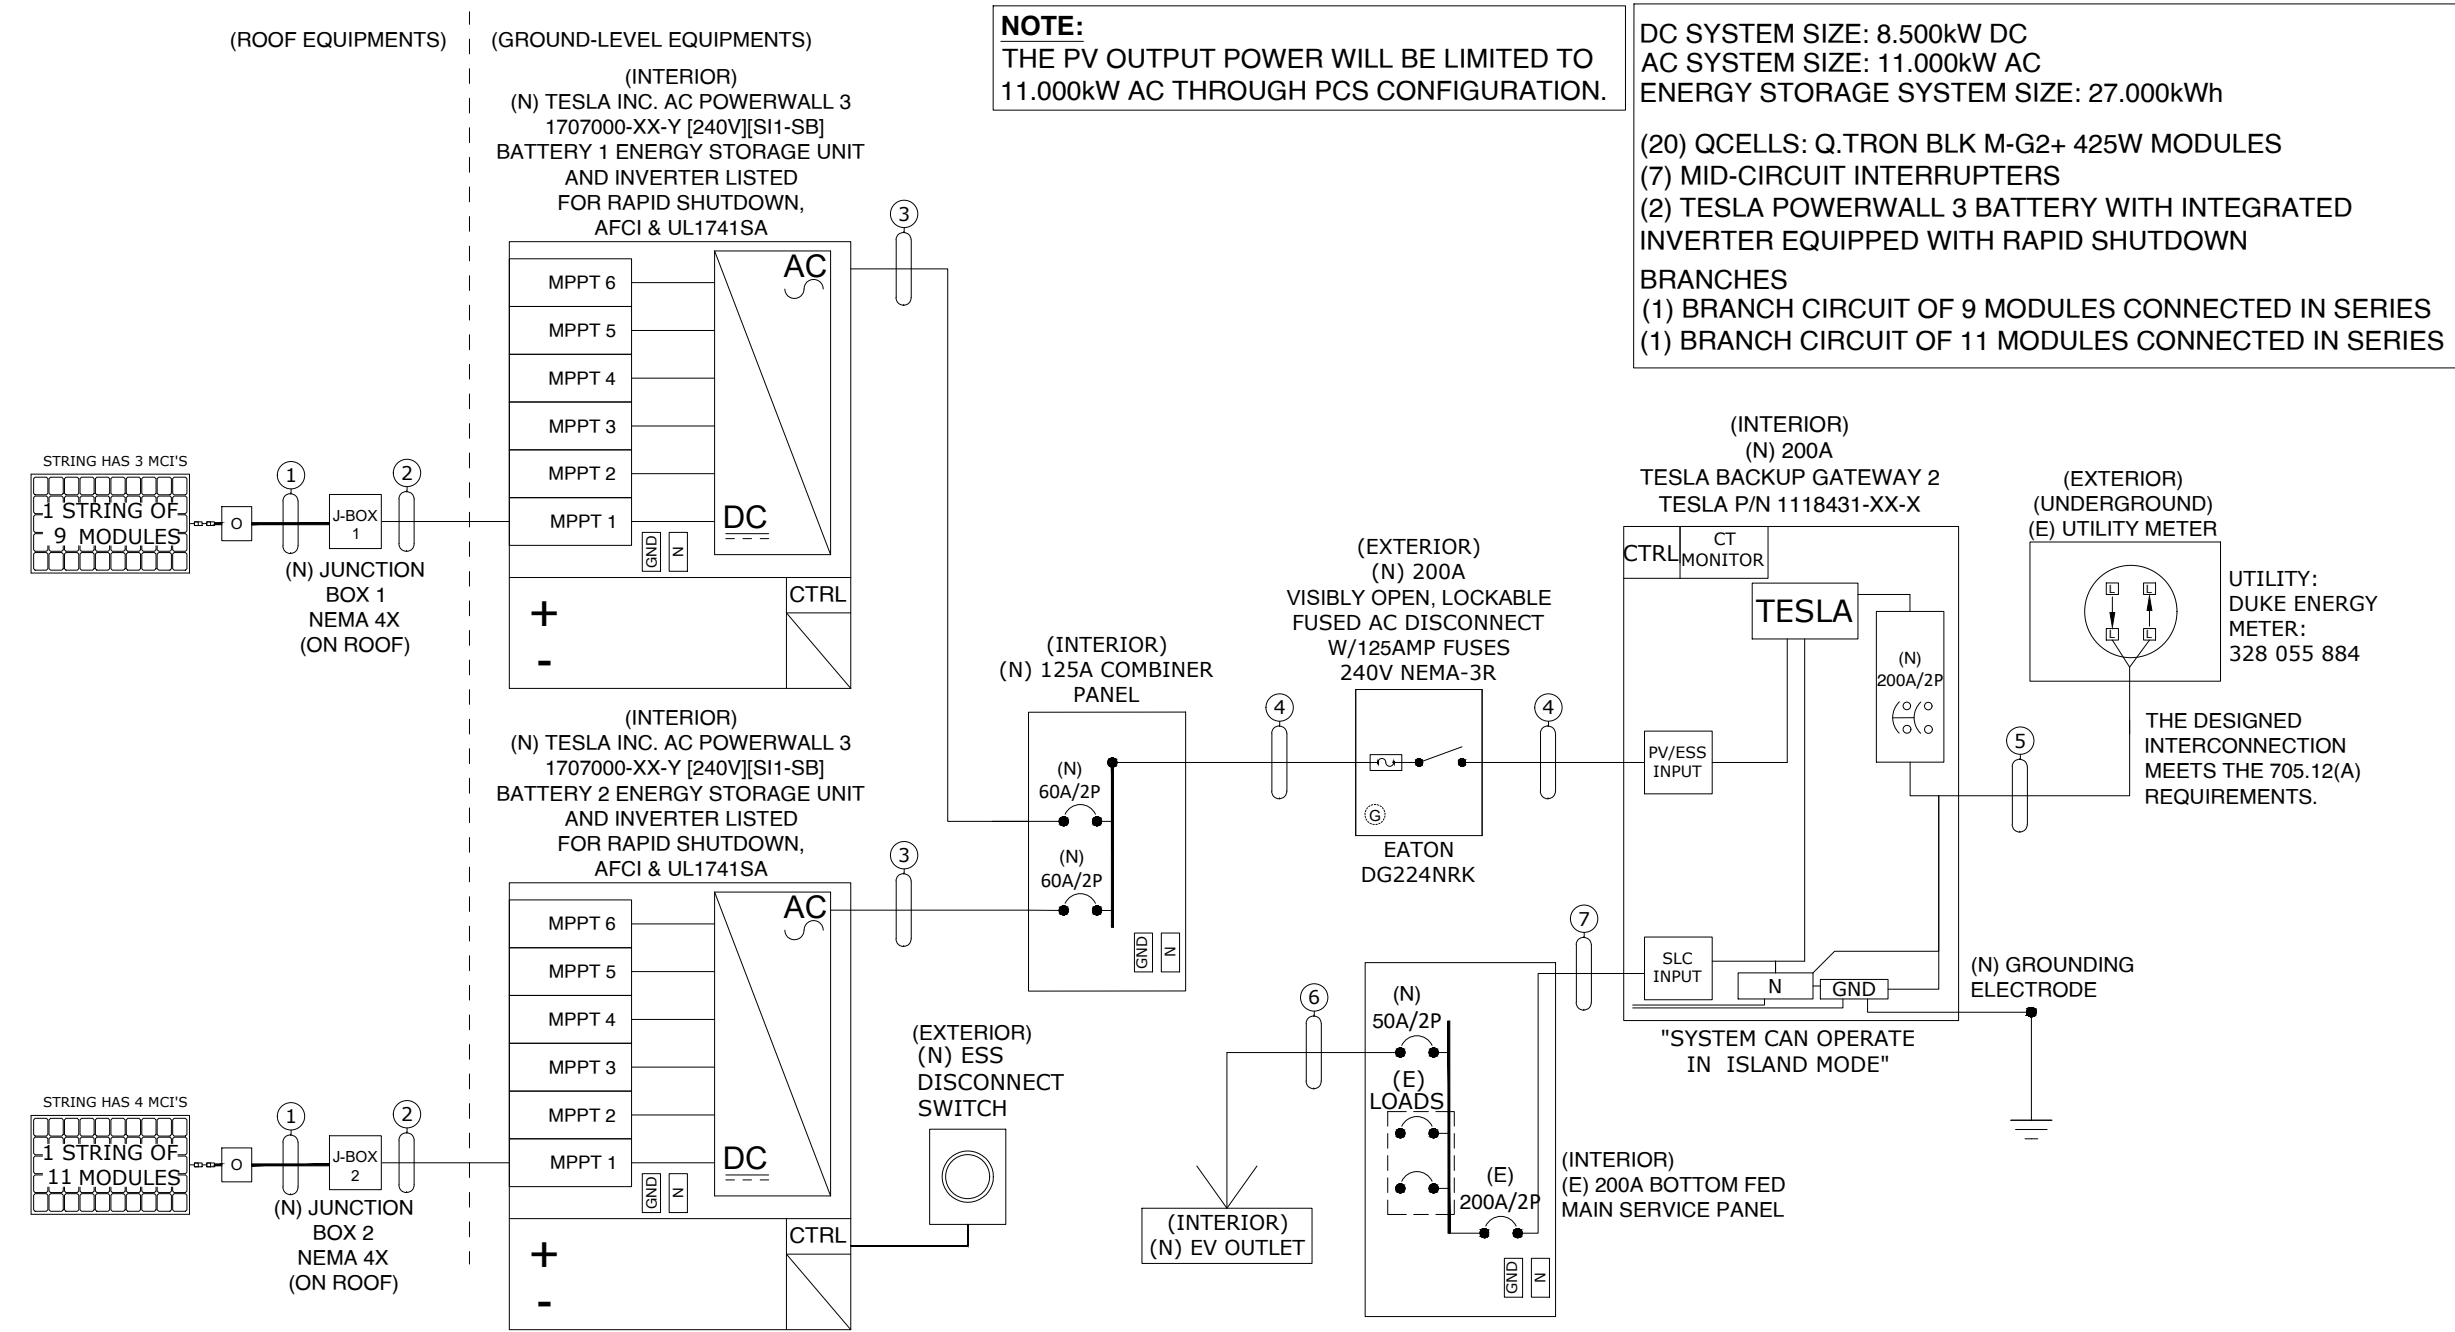 (ROOF EQUIPMENTS)
(GROUND-LEVEL EQUIPMENTS)
NOTE:
THE PV OUTPUT POWER WILL BE LIMITED TO
11.000kW AC THROUGH PCS CONFIGURATION.
DC SYSTEM SIZE: 8.500kW DC
AC SYSTEM SIZE: 11.000kW AC
ENERGY STORAGE SYSTEM SIZE: 27.000kWh
(20) QCELLS: Q.TRON BLK M-G2+ 425W MODULES
(7) MID-CIRCUIT INTERRUPTERS
(2) TESLA POWERWALL 3 BATTERY WITH INTEGRATED
INVERTER EQUIPPED WITH RAPID SHUTDOWN
BRANCHES
(1) BRANCH CIRCUIT OF 9 MODULES CONNECTED IN SERIES
(1) BRANCH CIRCUIT OF 11 MODULES CONNECTED IN SERIES
(INTERIOR)
(N) TESLA INC. AC POWERWALL 3
1707000-XX-Y [240V][SI1-SB]
BATTERY 1 ENERGY STORAGE UNIT
AND INVERTER LISTED
FOR RAPID SHUTDOWN,
AFCI & UL1741SA
MPPT 6
MPPT 5
MPPT 4
MPPT 3
MPPT 2
MPPT 1
AC
DC
GND
N
CTRL
+
-
3
STRING HAS 3 MCI'S
1 STRING OF
9 MODULES
O
1
J-BOX
1
2
(N) JUNCTION
BOX 1
NEMA 4X
(ON ROOF)
(INTERIOR)
(N) TESLA INC. AC POWERWALL 3
1707000-XX-Y [240V][SI1-SB]
BATTERY 2 ENERGY STORAGE UNIT
AND INVERTER LISTED
FOR RAPID SHUTDOWN,
AFCI & UL1741SA
MPPT 6
MPPT 5
MPPT 4
MPPT 3
MPPT 2
MPPT 1
AC
DC
GND
N
CTRL
+
-
3
STRING HAS 4 MCI'S
1 STRING OF
11 MODULES
O
1
J-BOX
2
2
(N) JUNCTION
BOX 2
NEMA 4X
(ON ROOF)
(EXTERIOR)
(N) ESS
DISCONNECT
SWITCH
(INTERIOR)
(N) 125A COMBINER
PANEL
(N)
60A/2P
(N)
60A/2P
GND
N
4
(EXTERIOR)
(N) 200A
VISIBLY OPEN, LOCKABLE
FUSED AC DISCONNECT
W/125AMP FUSES
240V NEMA-3R
G
EATON
DG224NRK
4
(INTERIOR)
(N) 200A
TESLA BACKUP GATEWAY 2
TESLA P/N 1118431-XX-X
CTRL
CT
MONITOR
TESLA
(N)
200A/2P
PV/ESS
INPUT
SLC
INPUT
N
GND
"SYSTEM CAN OPERATE
IN ISLAND MODE"
5
(EXTERIOR)
(UNDERGROUND)
(E) UTILITY METER
L
L
L
L
UTILITY:
DUKE ENERGY
METER:
328 055 884
THE DESIGNED
INTERCONNECTION
MEETS THE 705.12(A)
REQUIREMENTS.
(N) GROUNDING
ELECTRODE
7
6
(N)
50A/2P
(E)
LOADS
(E)
200A/2P
GND
N
(INTERIOR)
(E) 200A BOTTOM FED
MAIN SERVICE PANEL
(INTERIOR)
(N) EV OUTLET